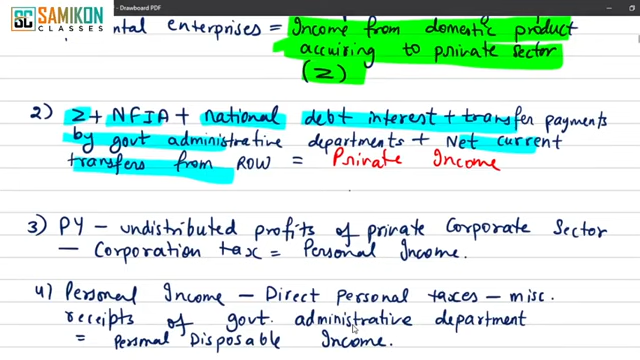 - Drawboard PDF
SC SAMIKON
CLASSES
ental enterprises = Income from domestic product
accuiring to private sector
(Z)
2) Z + NFIA + national debt interest + transfer payments
by govt administrative departments + Net current
transfers from ROW = Private Income
3) PY - undistributed profits of private Corporate Sector
- Corporation tax = Personal Income.
4) Personal Income - Direct Personal taxes - misc.
receipts of govt. administrative department
= Personal Disposable Income.